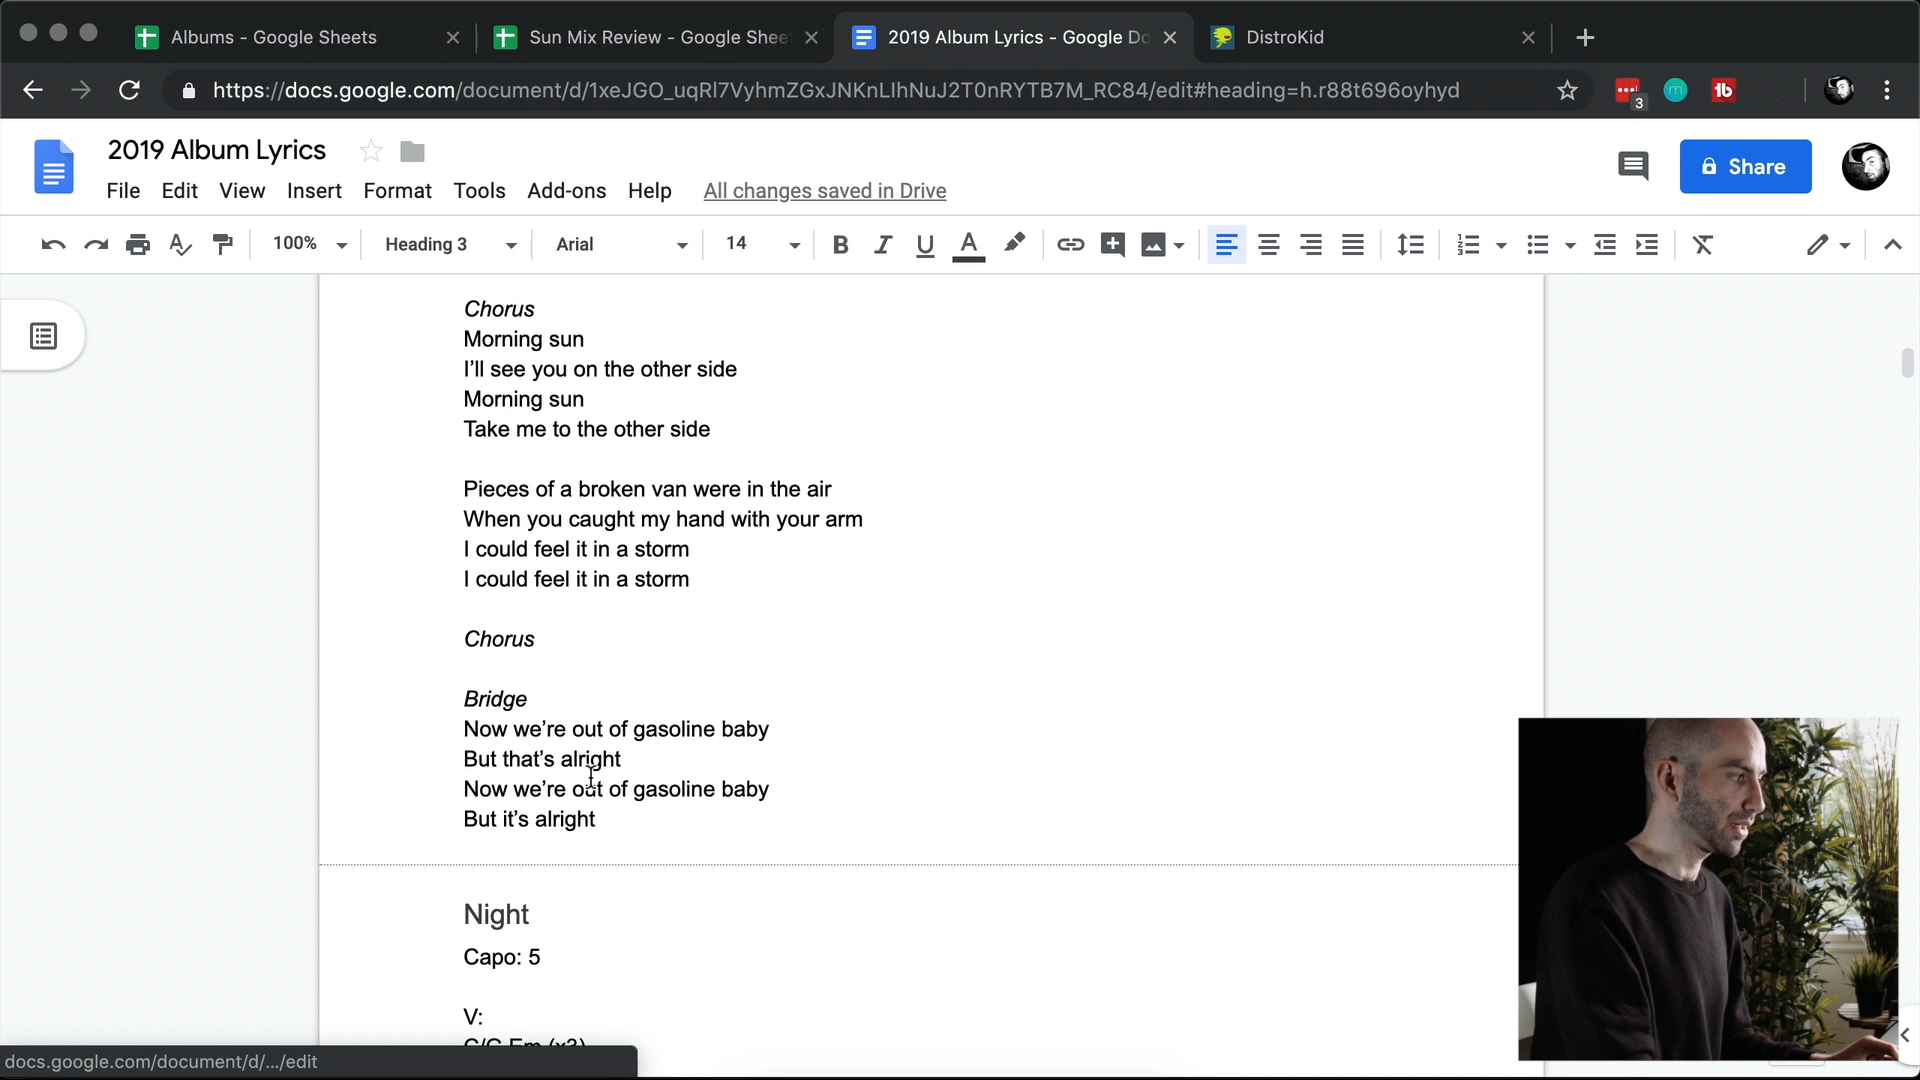 Albums - Google Sheets
Sun Mix Review - Google Shee
2019 Album Lyrics - Google Do
DistroKid
https://docs.google.com/document/d/1xeJGO_uqRl7VyhmZGxJNKnLIhNuJ2T0nRYTB7M_RC84/edit#heading=h.r88t696oyhyd
3
m
tb
2019 Album Lyrics
File Edit View Insert Format Tools Add-ons Help All changes saved in Drive
Share
100% Heading 3 Arial 14 B I U A
Chorus
Morning sun
I'll see you on the other side
Morning sun
Take me to the other side
Pieces of a broken van were in the air
When you caught my hand with your arm
I could feel it in a storm
I could feel it in a storm
Chorus
Bridge
Now we're out of gasoline baby
But that's alright
Now we're out of gasoline baby
But it's alright
Night
Capo: 5
V:
docs.google.com/document/d/.../edit